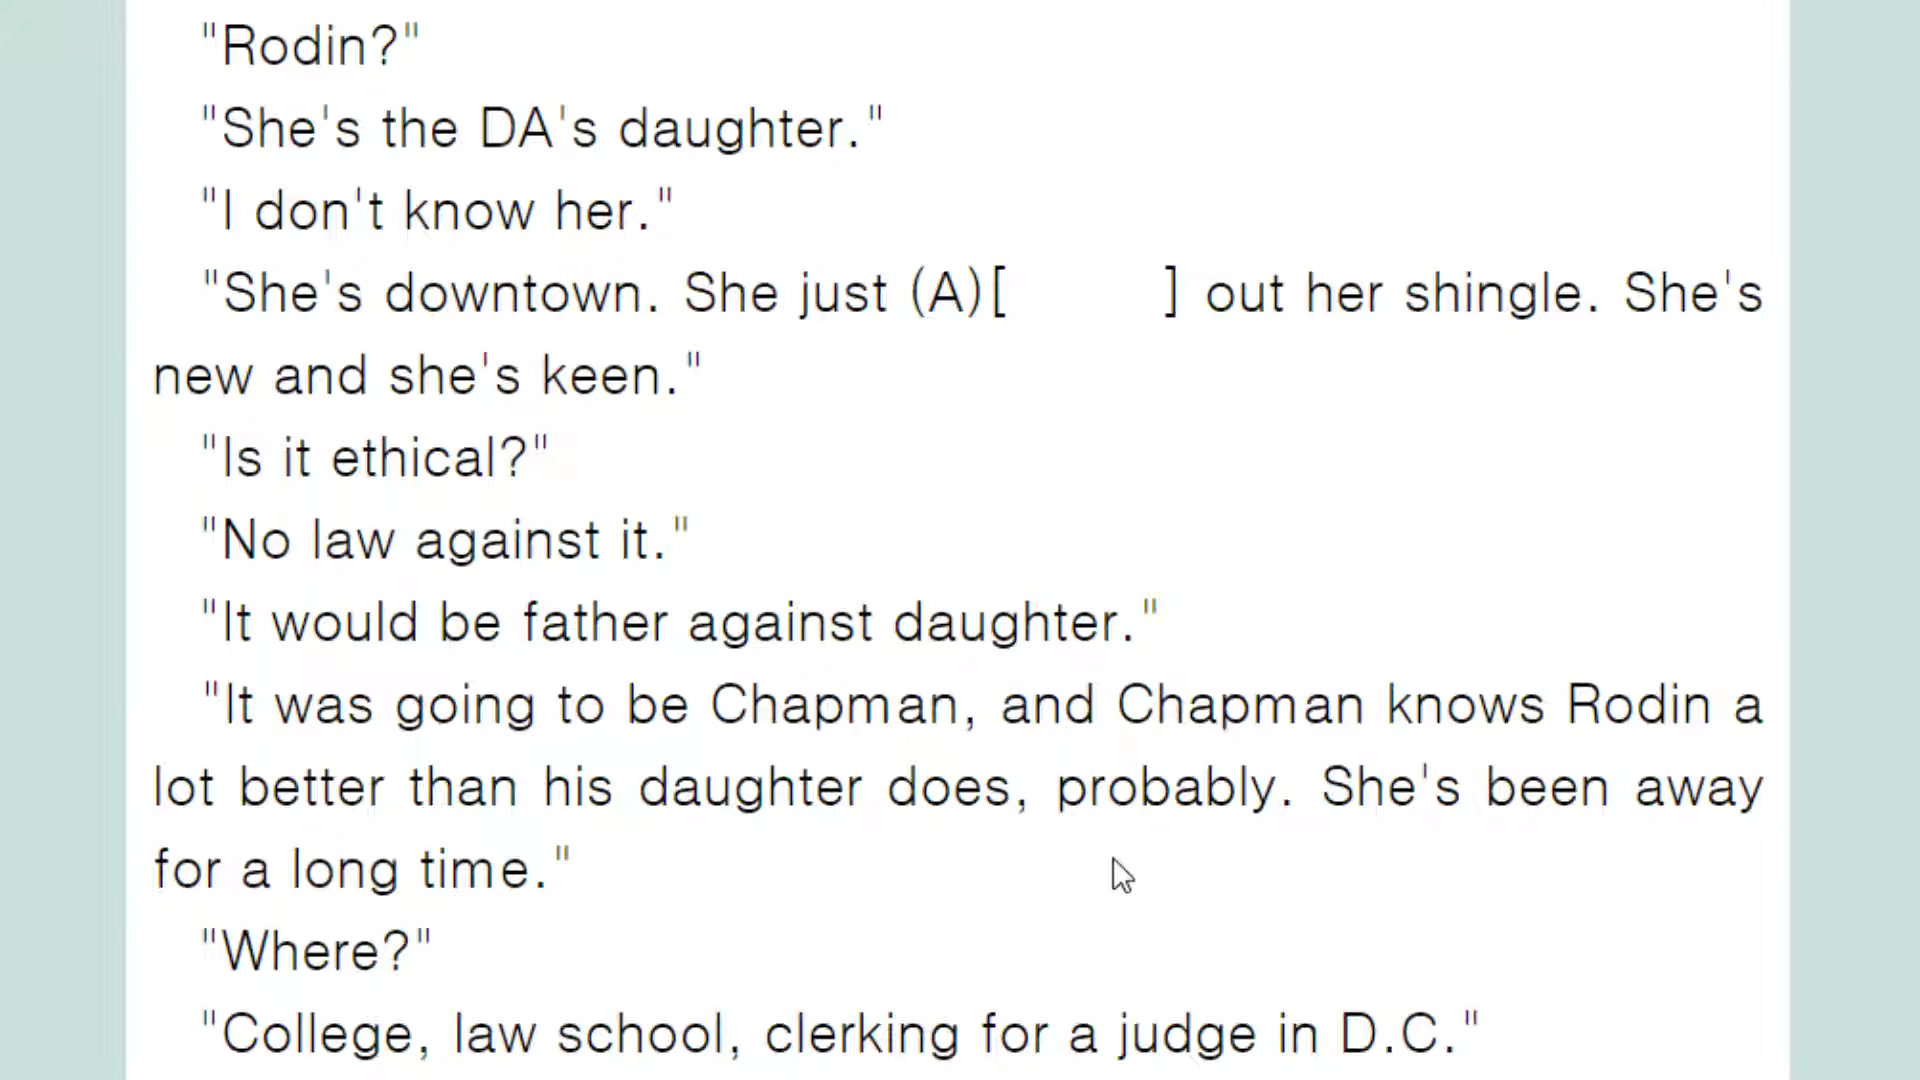 "Rodin?"
"She's the DA's daughter."
"I don't know her."
"She's downtown. She just (A)[ ] out her shingle. She's
new and she's keen."
"Is it ethical?"
"No law against it."
"It would be father against daughter."
"It was going to be Chapman, and Chapman knows Rodin a
lot better than his daughter does, probably. She's been away
for a long time."
"Where?"
"College, law school, clerking for a judge in D.C."